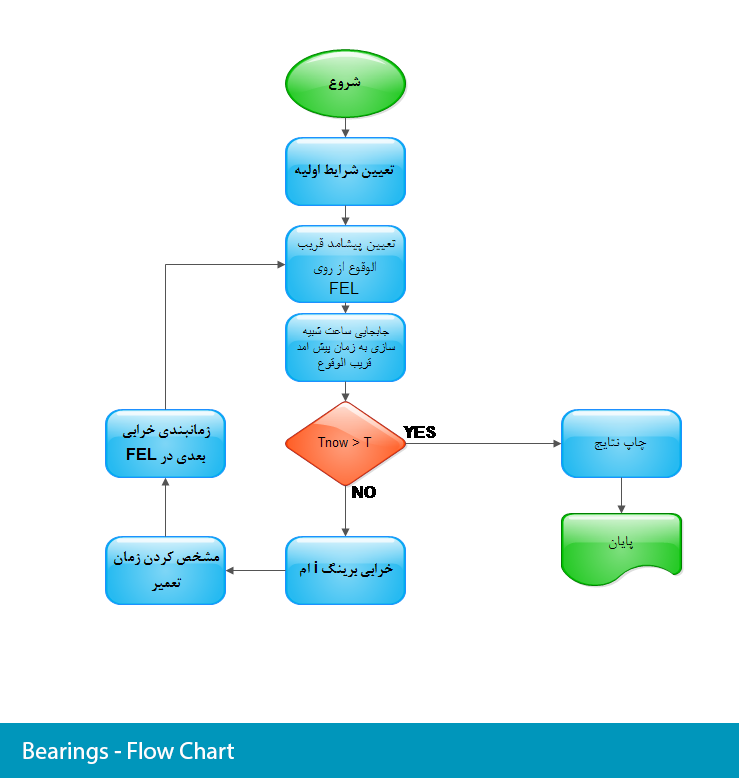 شروع
تعیین شرایط اولیه
تعیین پیشامد قریب
الوقوع از روی
FEL
جابجایی ساعت شبیه
سازی به زمان پیش امد
قریب الوقوع
Tnow > T
YES
NO
چاپ نتایج
پایان
خرابی برینگ i ام
مشخص کردن زمان
تعمیر
زمانبندی خرابی
بعدی در FEL
Bearings - Flow Chart